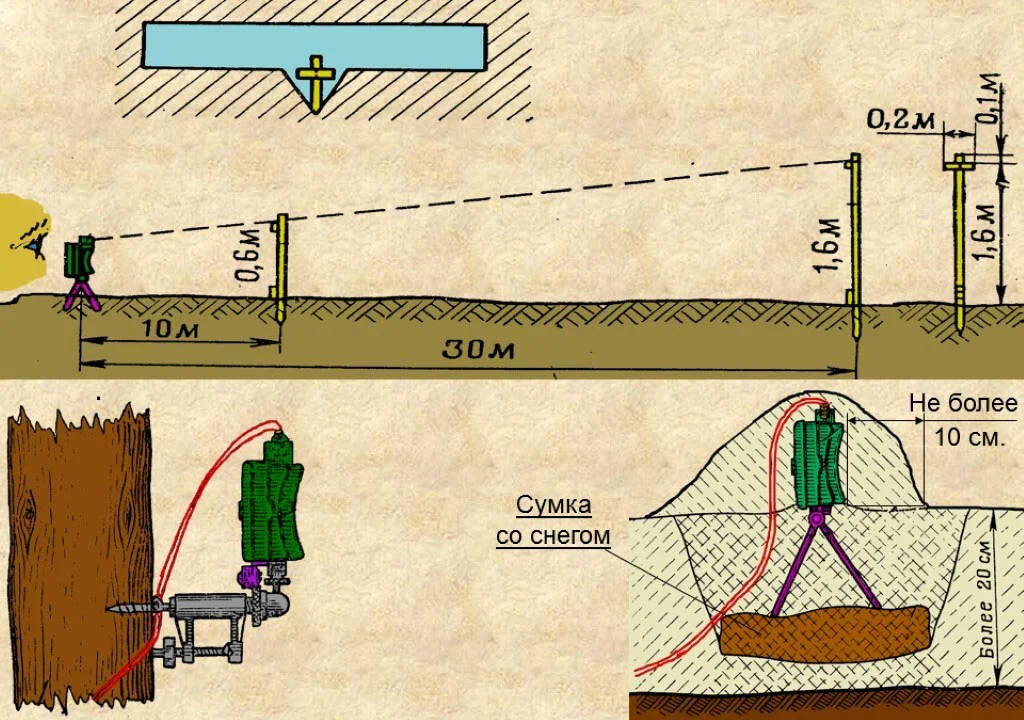 0,2м
0,1м
0,6м
1,6м
1,6м
10м
30м
Не более
10 см.
Сумка
со снегом
Более 20 см